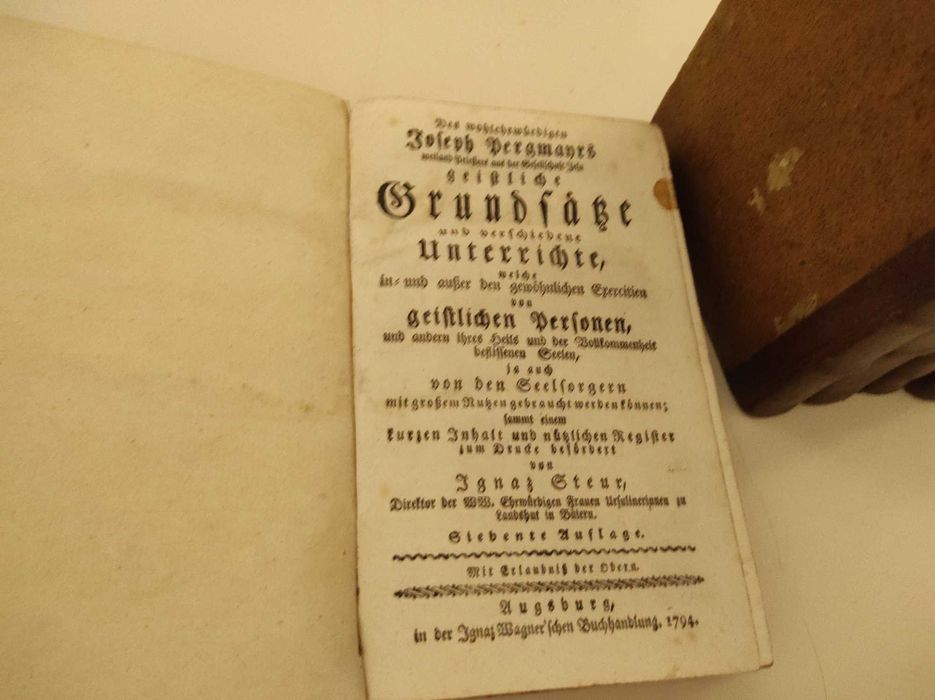 Des wohlehrwürdigen
Joseph Pergmayrs
weiland Priesters aus der Gesellschaft Jesu
geistliche
Grundsätze
und verschiedene
Unterrichte,
welche
in- und außer den gewöhnlichen Exercitien
von
geistlichen Personen,
und andern ihres Heils und der Vollkommenheit
beflissenen Seelen,
ja auch
von den Seelsorgern
mit großem Nutzen gebraucht werden können;
sammt einem
kurzen Inhalt und nützlichen Register
zum Drucke befördert
von
Ignaz Steur,
Direktor der WW. Ehrwürdigen Frauen Ursulinerinnen zu
Landshut in Baiern.
Siebente Auflage.
Mit Erlaubniß der Obern.
Augsburg,
in der Ignaz Wagner'schen Buchhandlung. 1794.